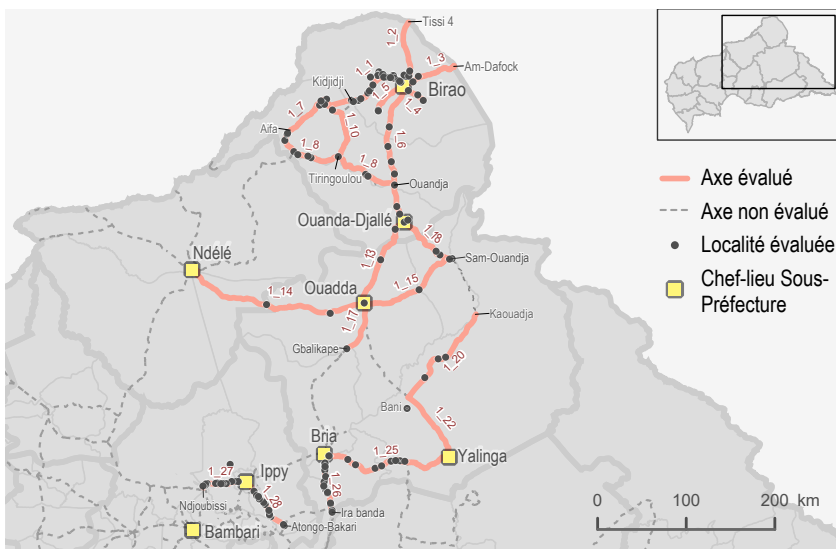 Tissi 4
1_2
1_3
Am-Dafock
1_1
Kidjidji
1_5
Birao
1_4
1_7
1_10
1_6
Aifa
1_8
1_8
Tiringoulou
Ouandja
Ouanda-Djallé
1_18
Ndélé
1_13
Sam-Ouandja
Ouadda
1_15
1_14
1_17
Kaouadja
Gbalikape
1_20
Bani
1_22
Bria
1_25
Yalinga
1_27
Ippy
1_26
Ndjoubissi
1_28
Ira banda
Atongo-Bakari
Bambari
Axe évalué
Axe non évalué
Localité évaluée
Chef-lieu Sous-
Préfecture
0 100 200 km